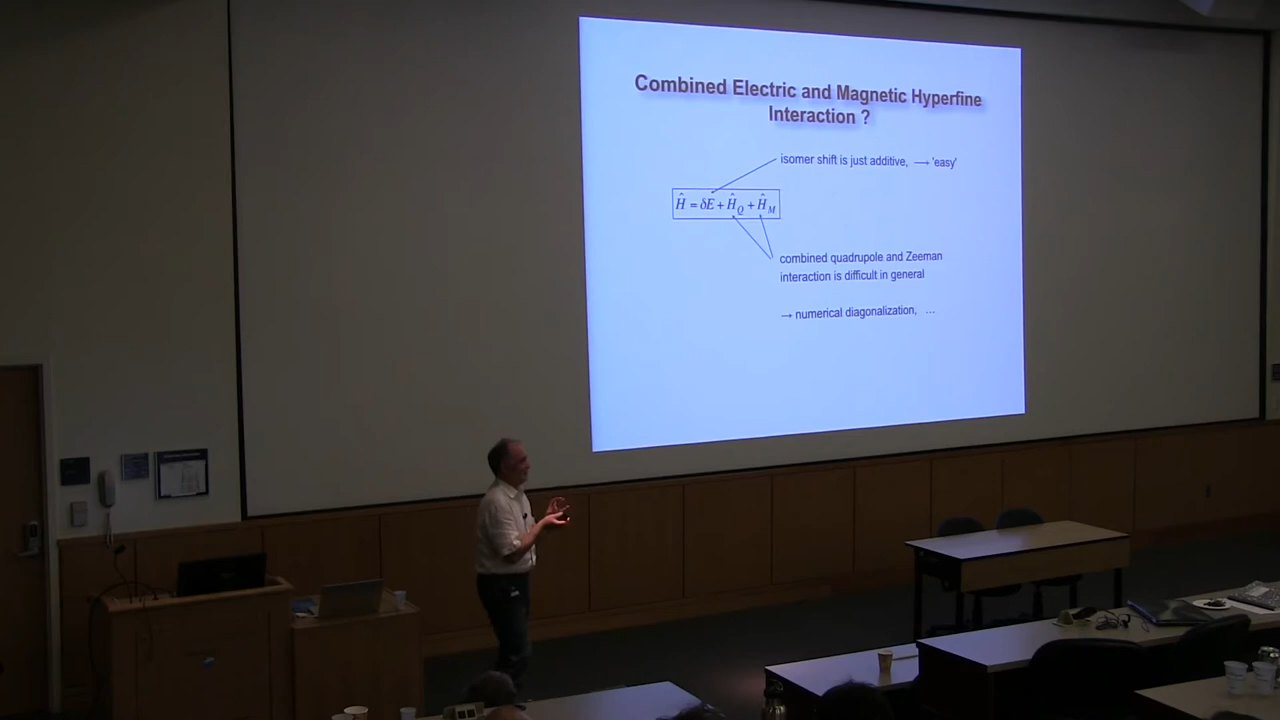 Combined Electric and Magnetic Hyperfine
Interaction ?
isomer shift is just additive, → 'easy'
Ĥ = δE + Ĥ_Q + Ĥ_M
combined quadrupole and Zeeman
interaction is difficult in general
→ numerical diagonalization, …